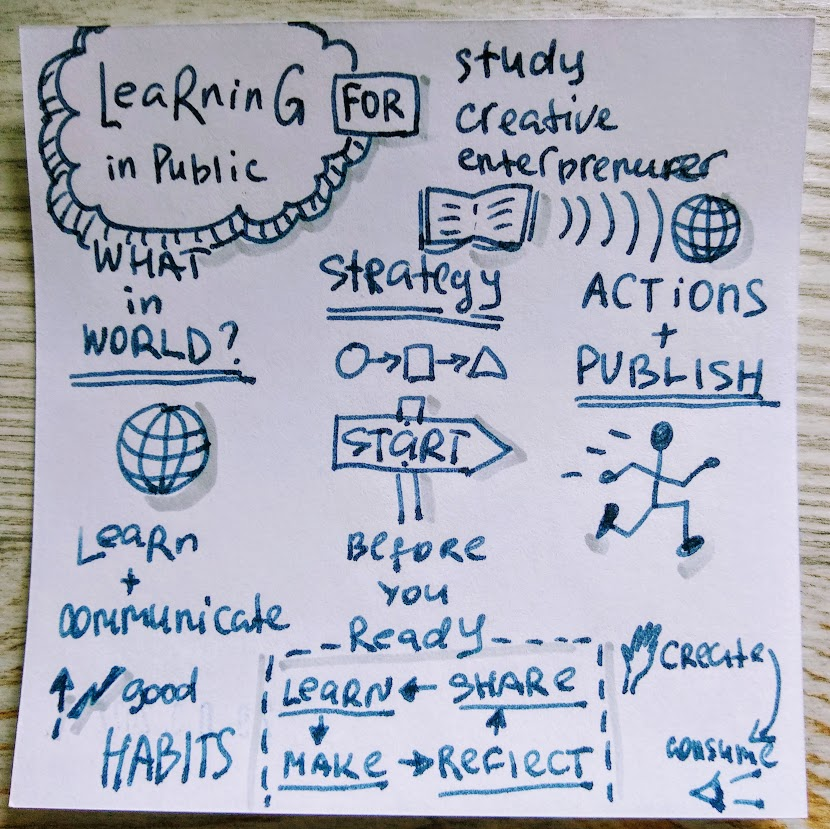 LeaRninG
in Public
FOR
study
creative
enterprenurer
WHAT
in
WORLD?
Learn
+
communicate
good
HABITS
Strategy
START
Before
you
Ready
LEARN
SHARE
MAKE
REFLECT
ACTiONS
+
PUBLISH
CREATE
consume